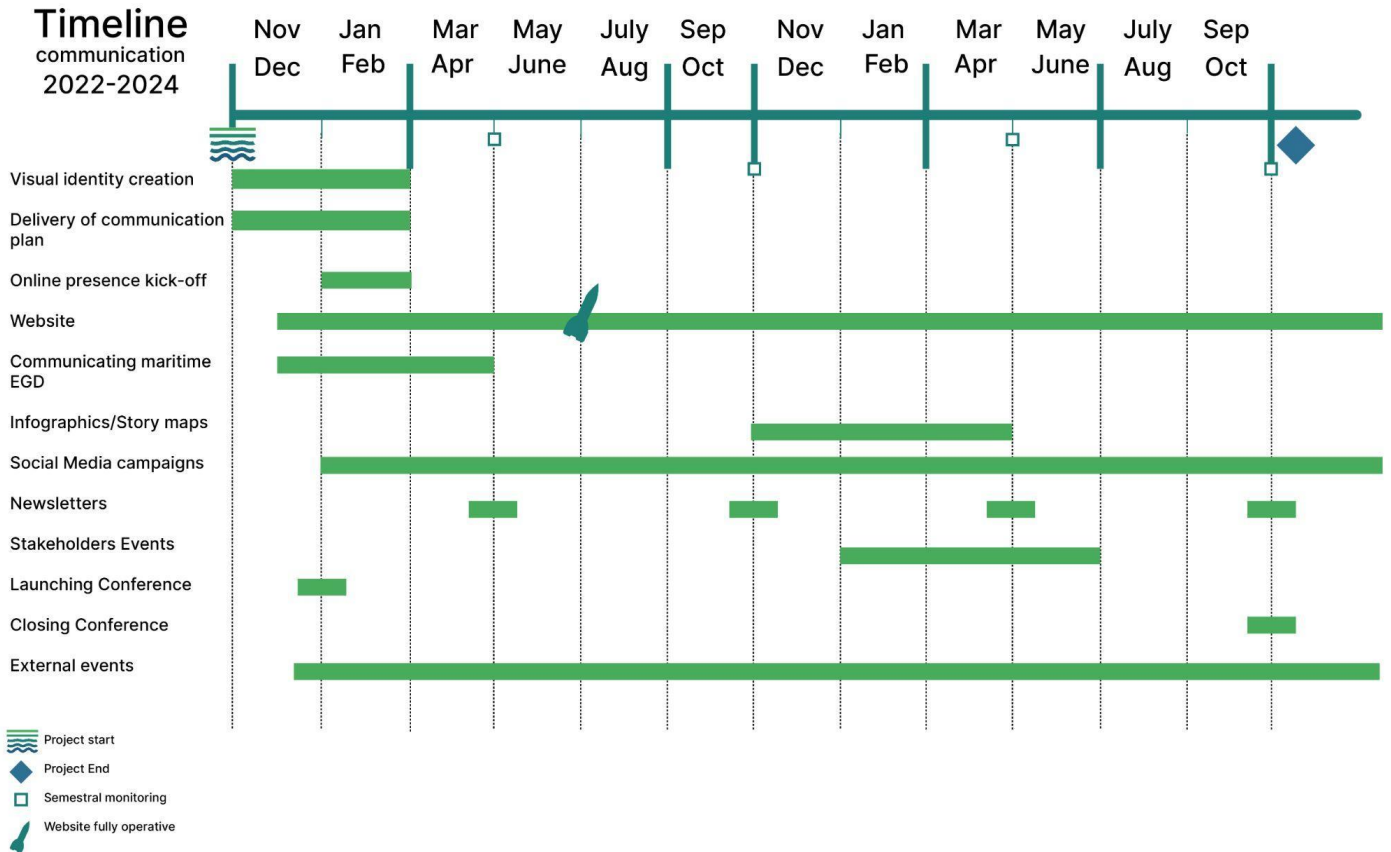 Timeline
communication
2022-2024
Nov Jan Mar May July Sep Nov Jan Mar May July Sep
Dec Feb Apr June Aug Oct Dec Feb Apr June Aug Oct
Visual identity creation
Delivery of communication
plan
Online presence kick-off
Website
Communicating maritime
EGD
Infographics/Story maps
Social Media campaigns
Newsletters
Stakeholders Events
Launching Conference
Closing Conference
External events
Project start
Project End
Semestral monitoring
Website fully operative